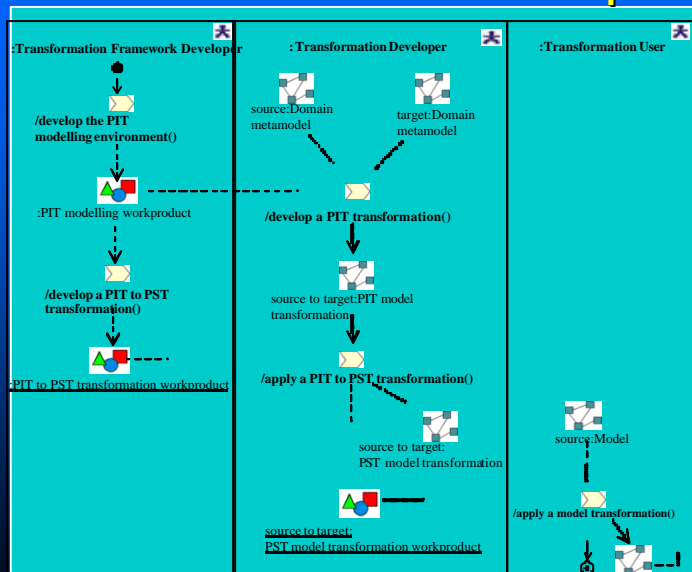 :Transformation Framework Developer
/develop the PIT
modelling environment()
:PIT modelling workproduct
/develop a PIT to PST
transformation()
:PIT to PST transformation workproduct
:Transformation Developer
source:Domain
metamodel
target:Domain
metamodel
/develop a PIT transformation()
source to target:PIT model
transformation
/apply a PIT to PST transformation()
source to target:
PST model transformation
source to target:
PST model transformation workproduct
:Transformation User
source:Model
/apply a model transformation()